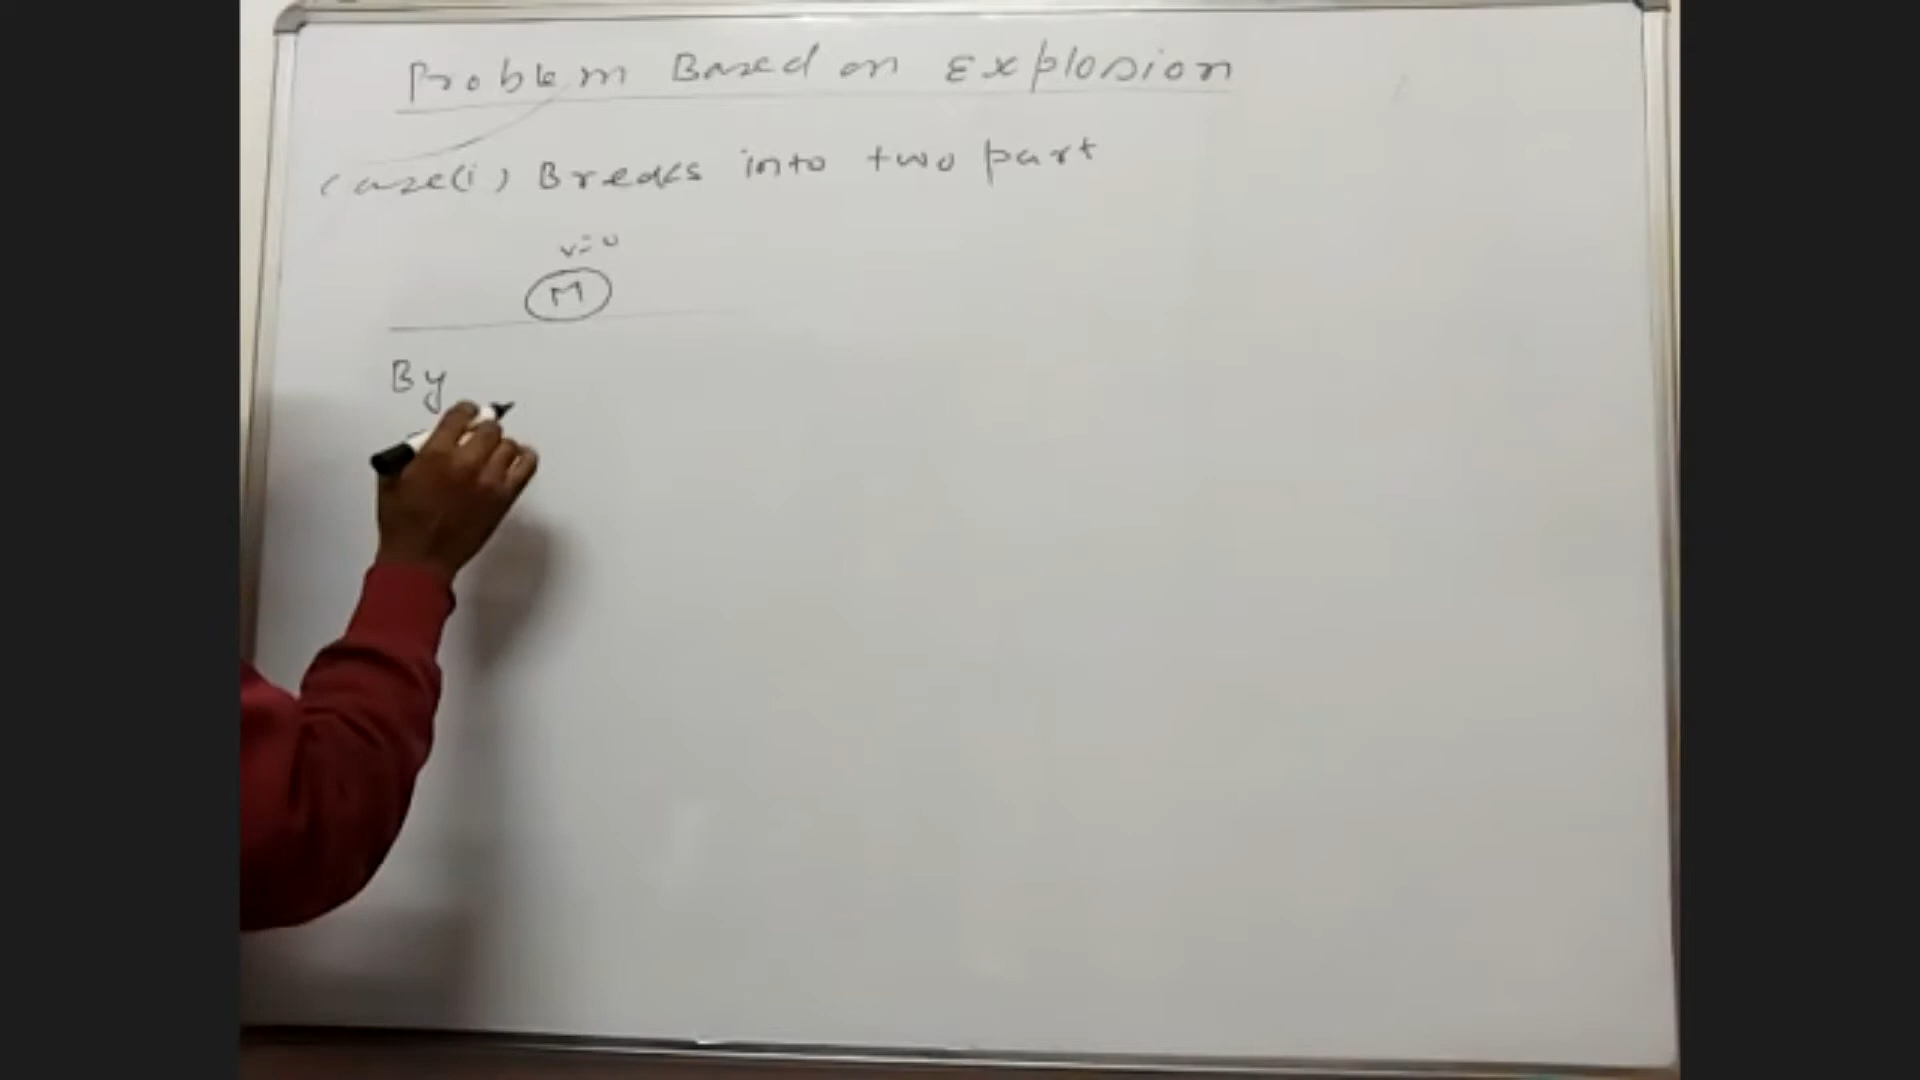 Problem Based on Explosion
Case(i) Breaks into two part
v=0
M
By